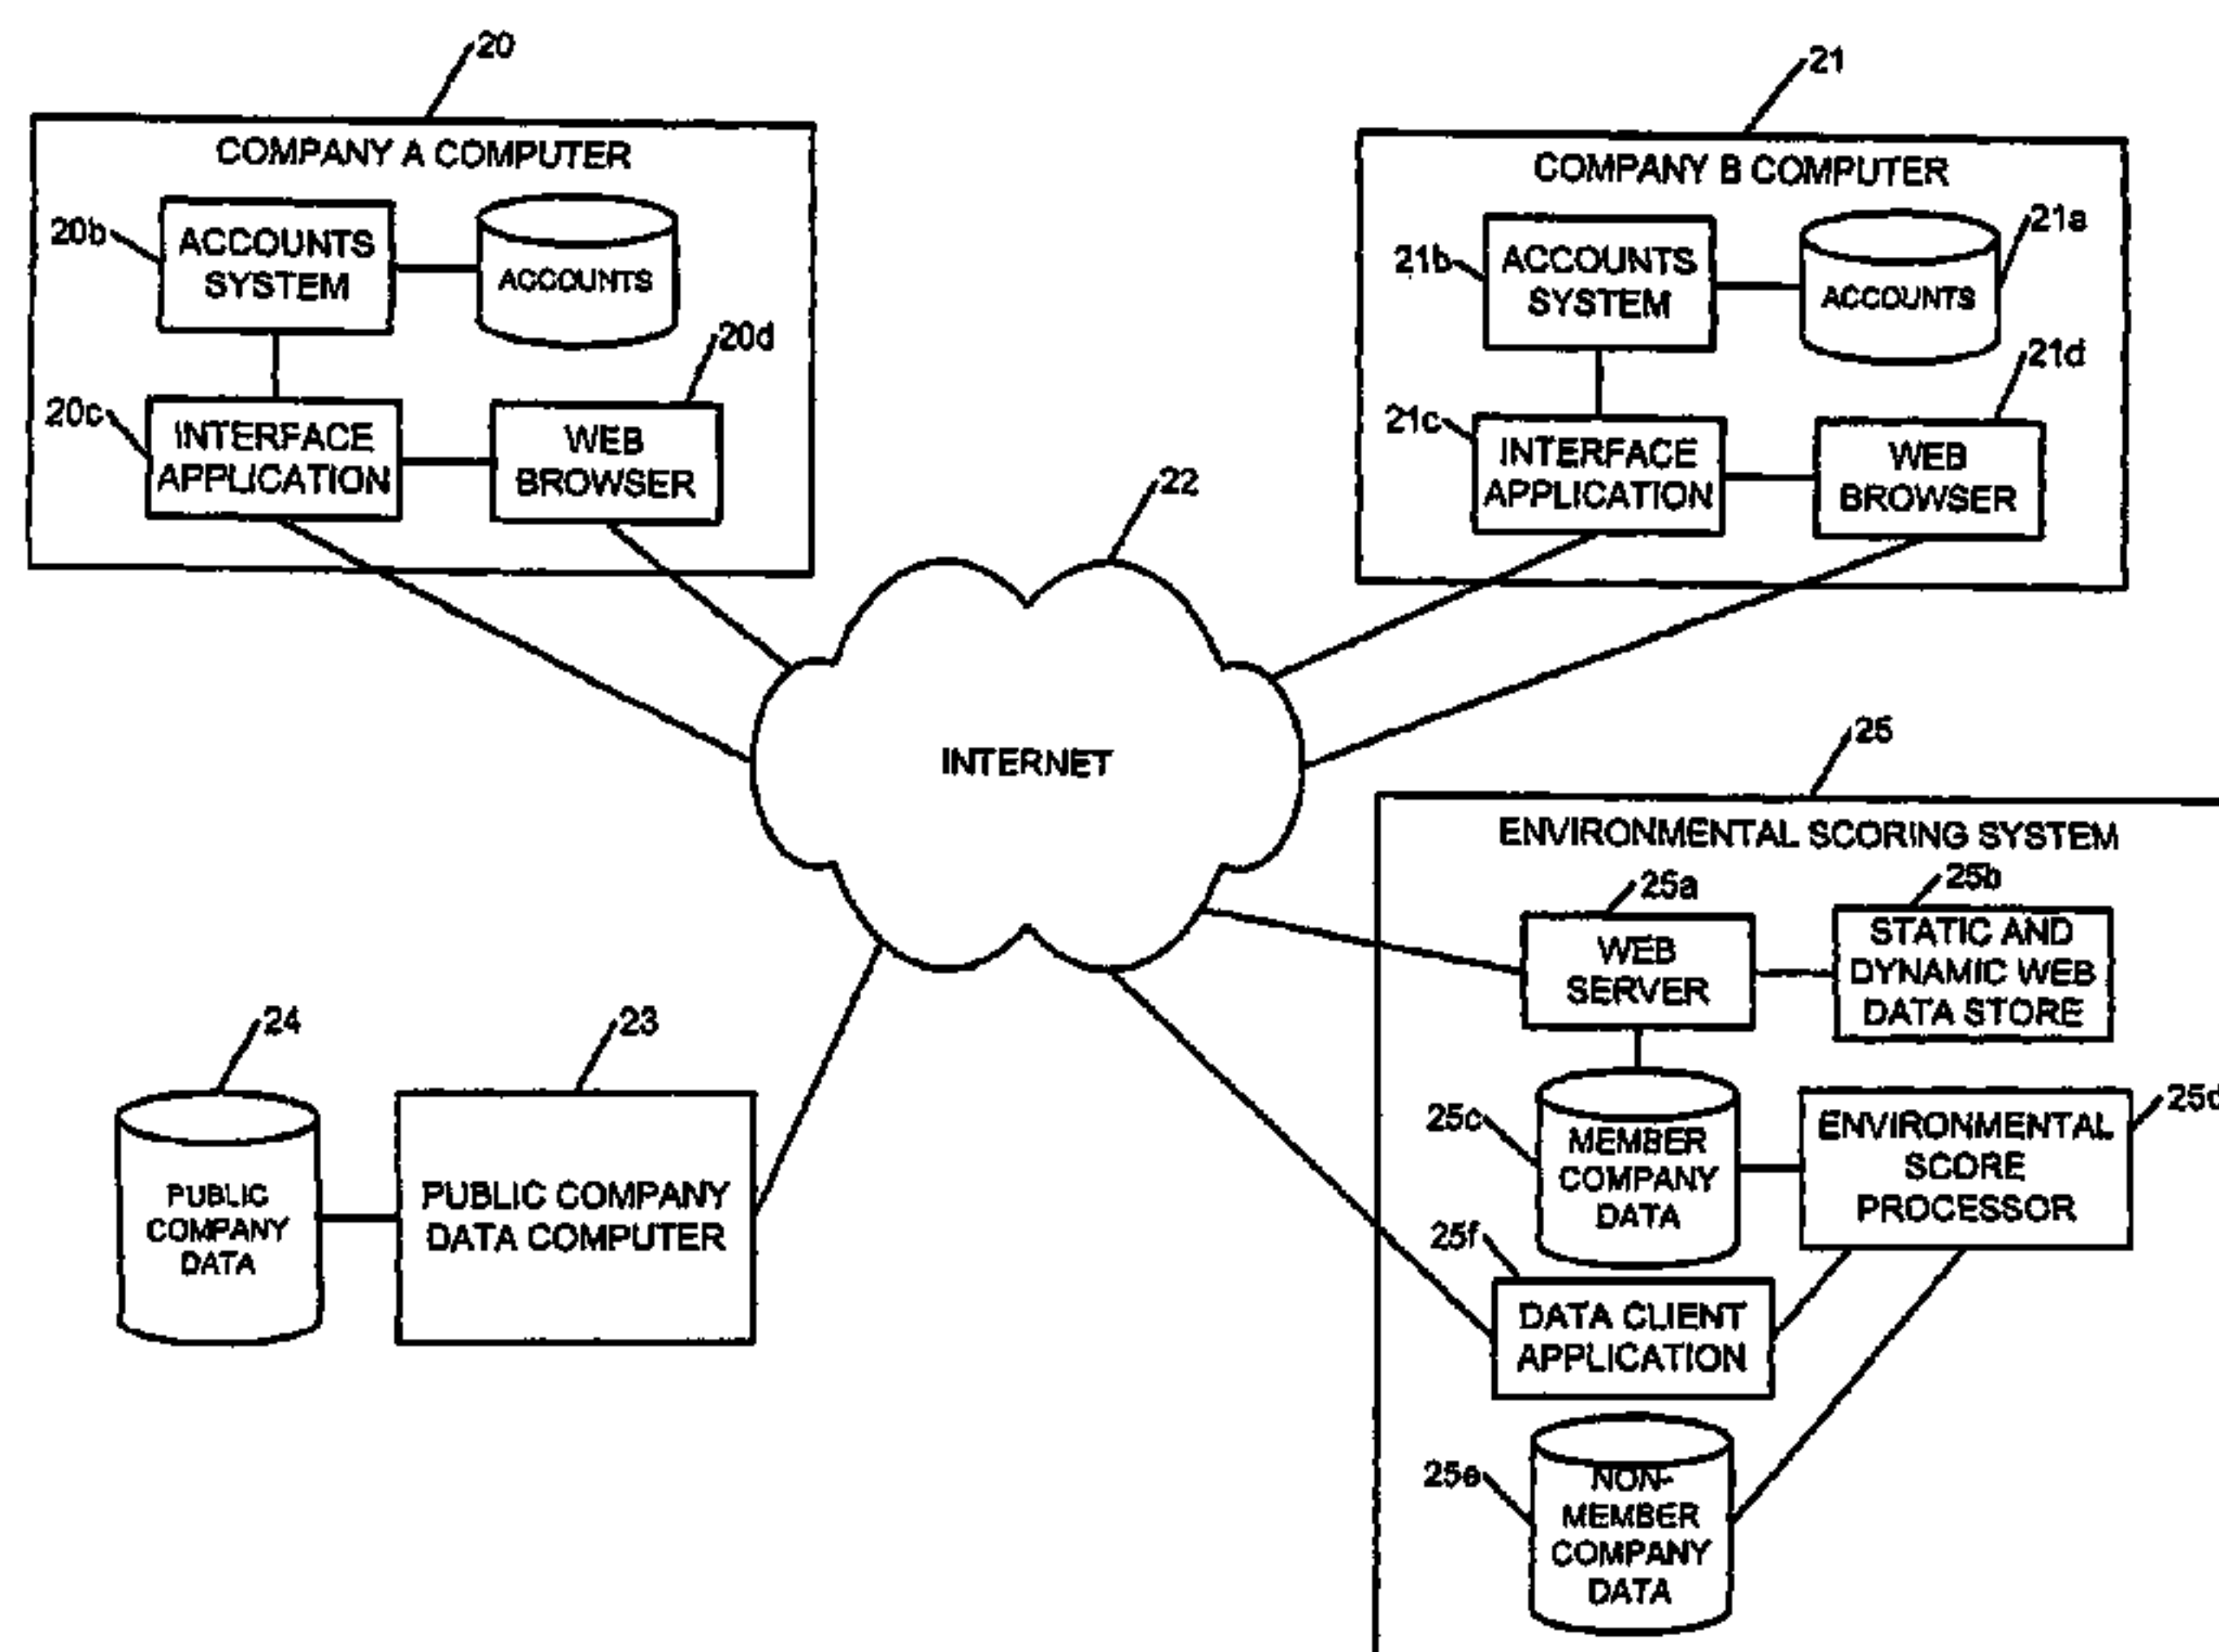 20
COMPANY A COMPUTER
20b
ACCOUNTS
SYSTEM
ACCOUNTS
20d
20c
INTERFACE
APPLICATION
WEB
BROWSER
21
COMPANY B COMPUTER
21a
21b
ACCOUNTS
SYSTEM
ACCOUNTS
21d
21c
INTERFACE
APPLICATION
WEB
BROWSER
22
INTERNET
24
23
PUBLIC
COMPANY
DATA
PUBLIC COMPANY
DATA COMPUTER
25
ENVIRONMENTAL SCORING SYSTEM
25a
25b
WEB
SERVER
STATIC AND
DYNAMIC WEB
DATA STORE
25c
MEMBER
COMPANY
DATA
25d
ENVIRONMENTAL
SCORE
PROCESSOR
25f
DATA CLIENT
APPLICATION
25e
NON-
MEMBER
COMPANY
DATA